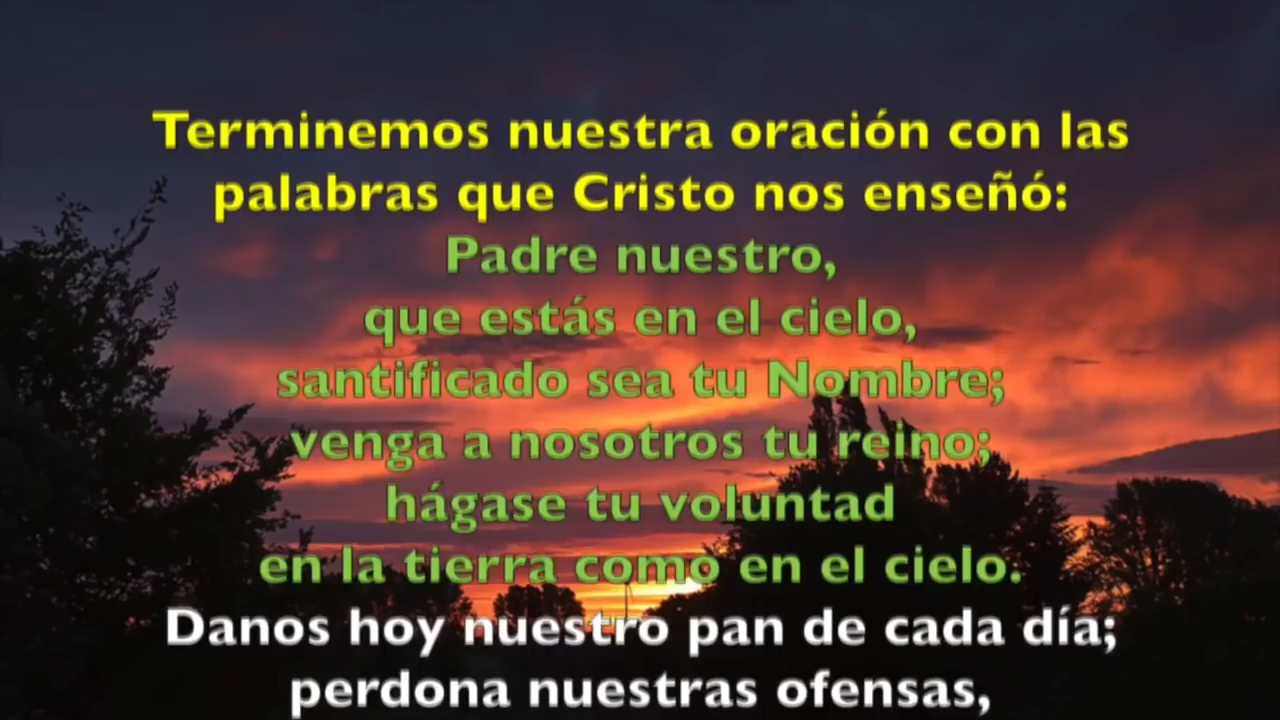 Terminemos nuestra oración con las
palabras que Cristo nos enseñó:
Padre nuestro,
que estás en el cielo,
santificado sea tu Nombre;
venga a nosotros tu reino;
hágase tu voluntad
en la tierra como en el cielo.
Danos hoy nuestro pan de cada día;
perdona nuestras ofensas,